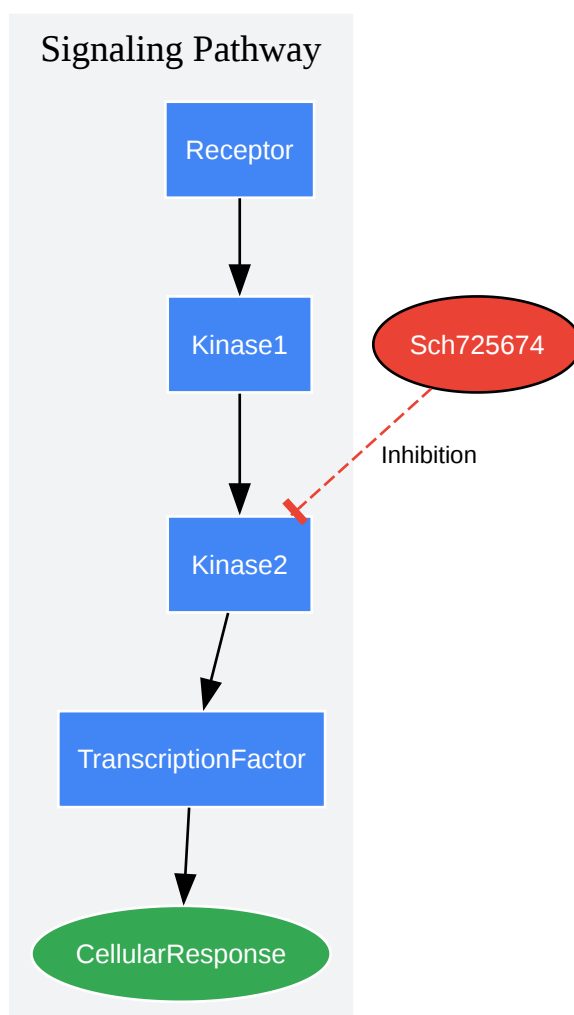 Signaling Pathway
Receptor
Kinase1
Sch725674
Inhibition
Kinase2
TranscriptionFactor
CellularResponse